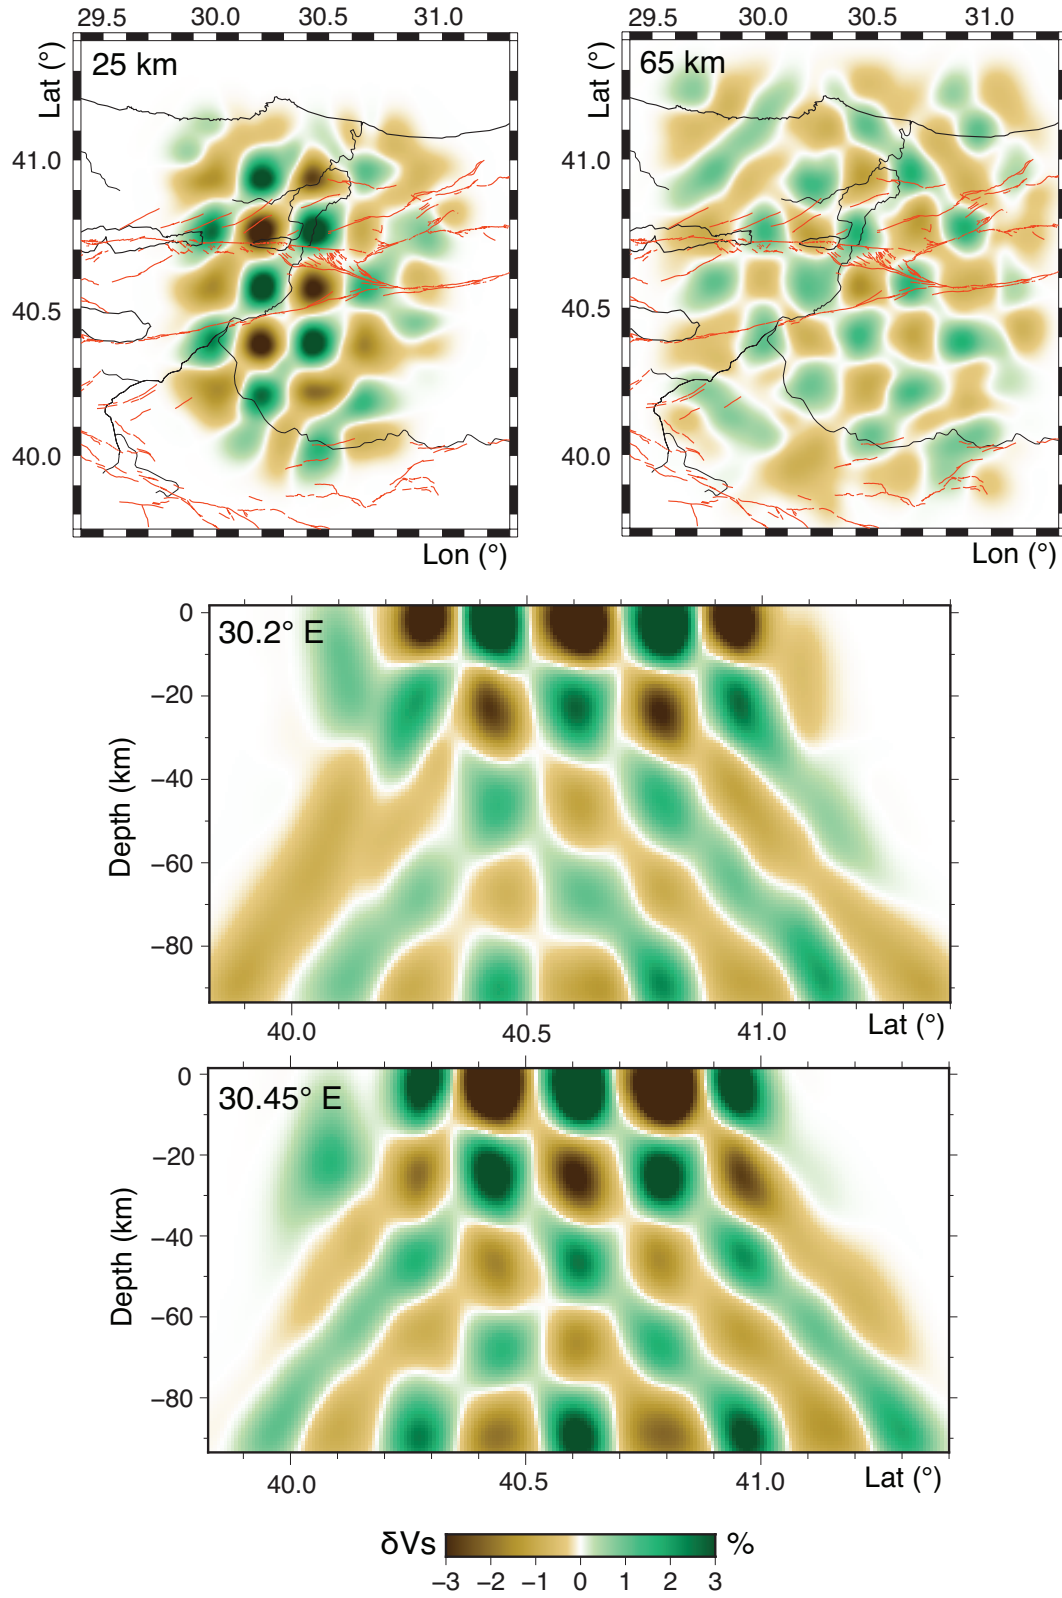 29.5 30.0 30.5 31.0 29.5 30.0 30.5 31.0
Lat (°) 25 km Lat (°) 65 km
41.0 41.0
40.5 40.5
40.0 40.0
Lon (°) Lon (°)
0 30.2° E
−20
−40
−60
−80
Depth (km)
40.0 40.5 41.0 Lat (°)
0 30.45° E
−20
−40
−60
−80
Depth (km)
40.0 40.5 41.0 Lat (°)
δVs %
−3 −2 −1 0 1 2 3